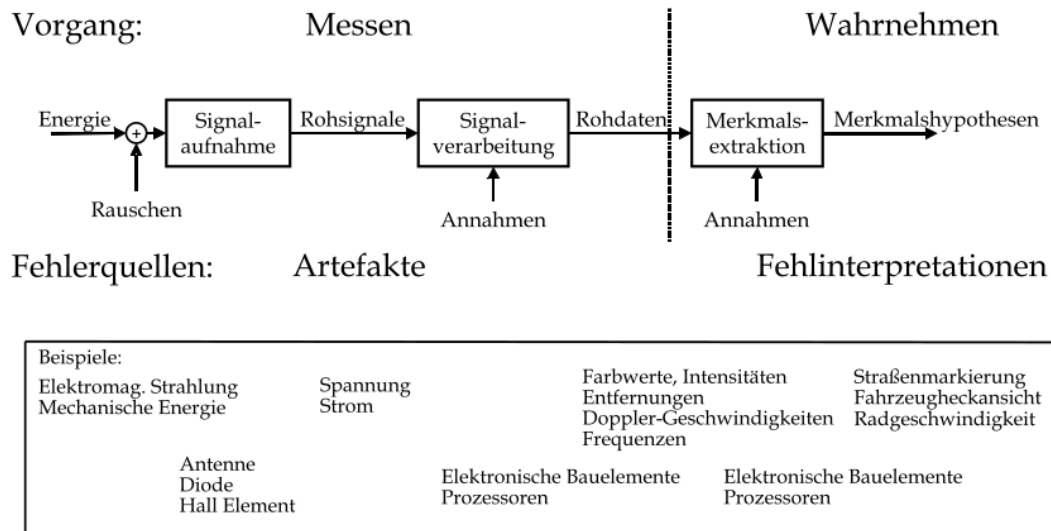 Vorgang: Messen Wahrnehmen
Energie
+
Signal-
aufnahme
Rohsignale
Signal-
verarbeitung
Rohdaten
Merkmals-
extraktion
Merkmalshypothesen
Rauschen
Annahmen
Annahmen
Fehlerquellen: Artefakte Fehlinterpretationen
Beispiele:
Elektromag. Strahlung
Mechanische Energie
Spannung
Strom
Farbwerte, Intensitäten
Entfernungen
Doppler-Geschwindigkeiten
Frequenzen
Straßenmarkierung
Fahrzeugheckansicht
Radgeschwindigkeit
Antenne
Diode
Hall Element
Elektronische Bauelemente
Prozessoren
Elektronische Bauelemente
Prozessoren